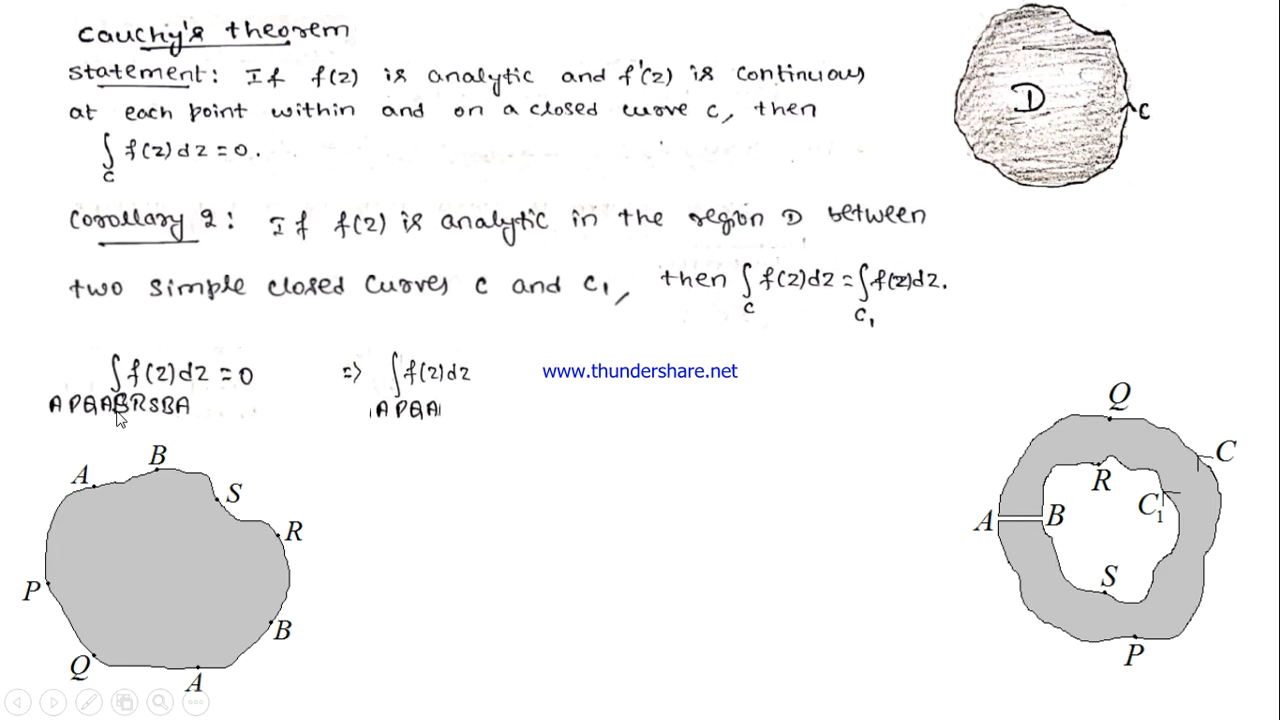 Cauchy's theorem
statement: If f(z) is analytic and f'(z) is continuous
at each point within and on a closed curve c, then
∫ f(z)dz = 0.
c
D
C
Corollary 2: If f(z) is analytic in the region D between
two simple closed curves c and c₁, then ∫ f(z)dz = ∫ f(z)dz.
c c₁
∫ f(z)dz = 0 => ∫ f(z)dz www.thundershare.net
APQABRSBA APQA
A B S R B A Q P
Q C R C₁ A B S P